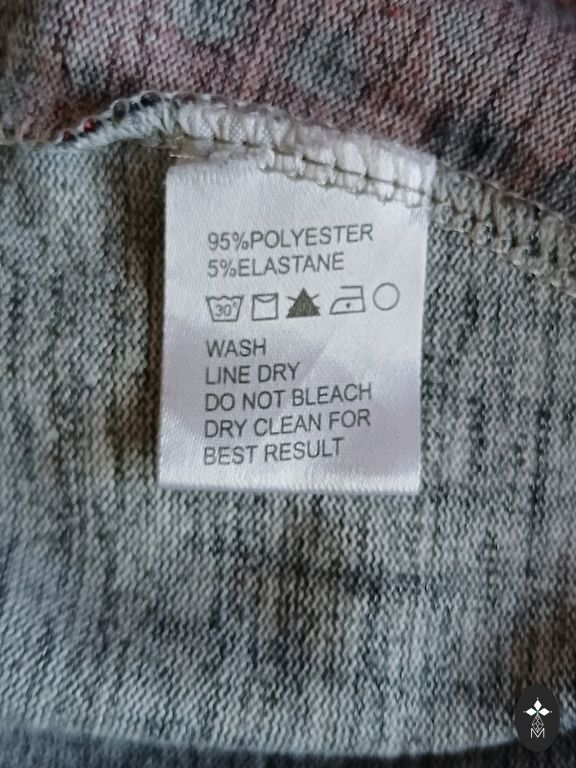 95%POLYESTER
5%ELASTANE
30°
WASH
LINE DRY
DO NOT BLEACH
DRY CLEAN FOR
BEST RESULT
M